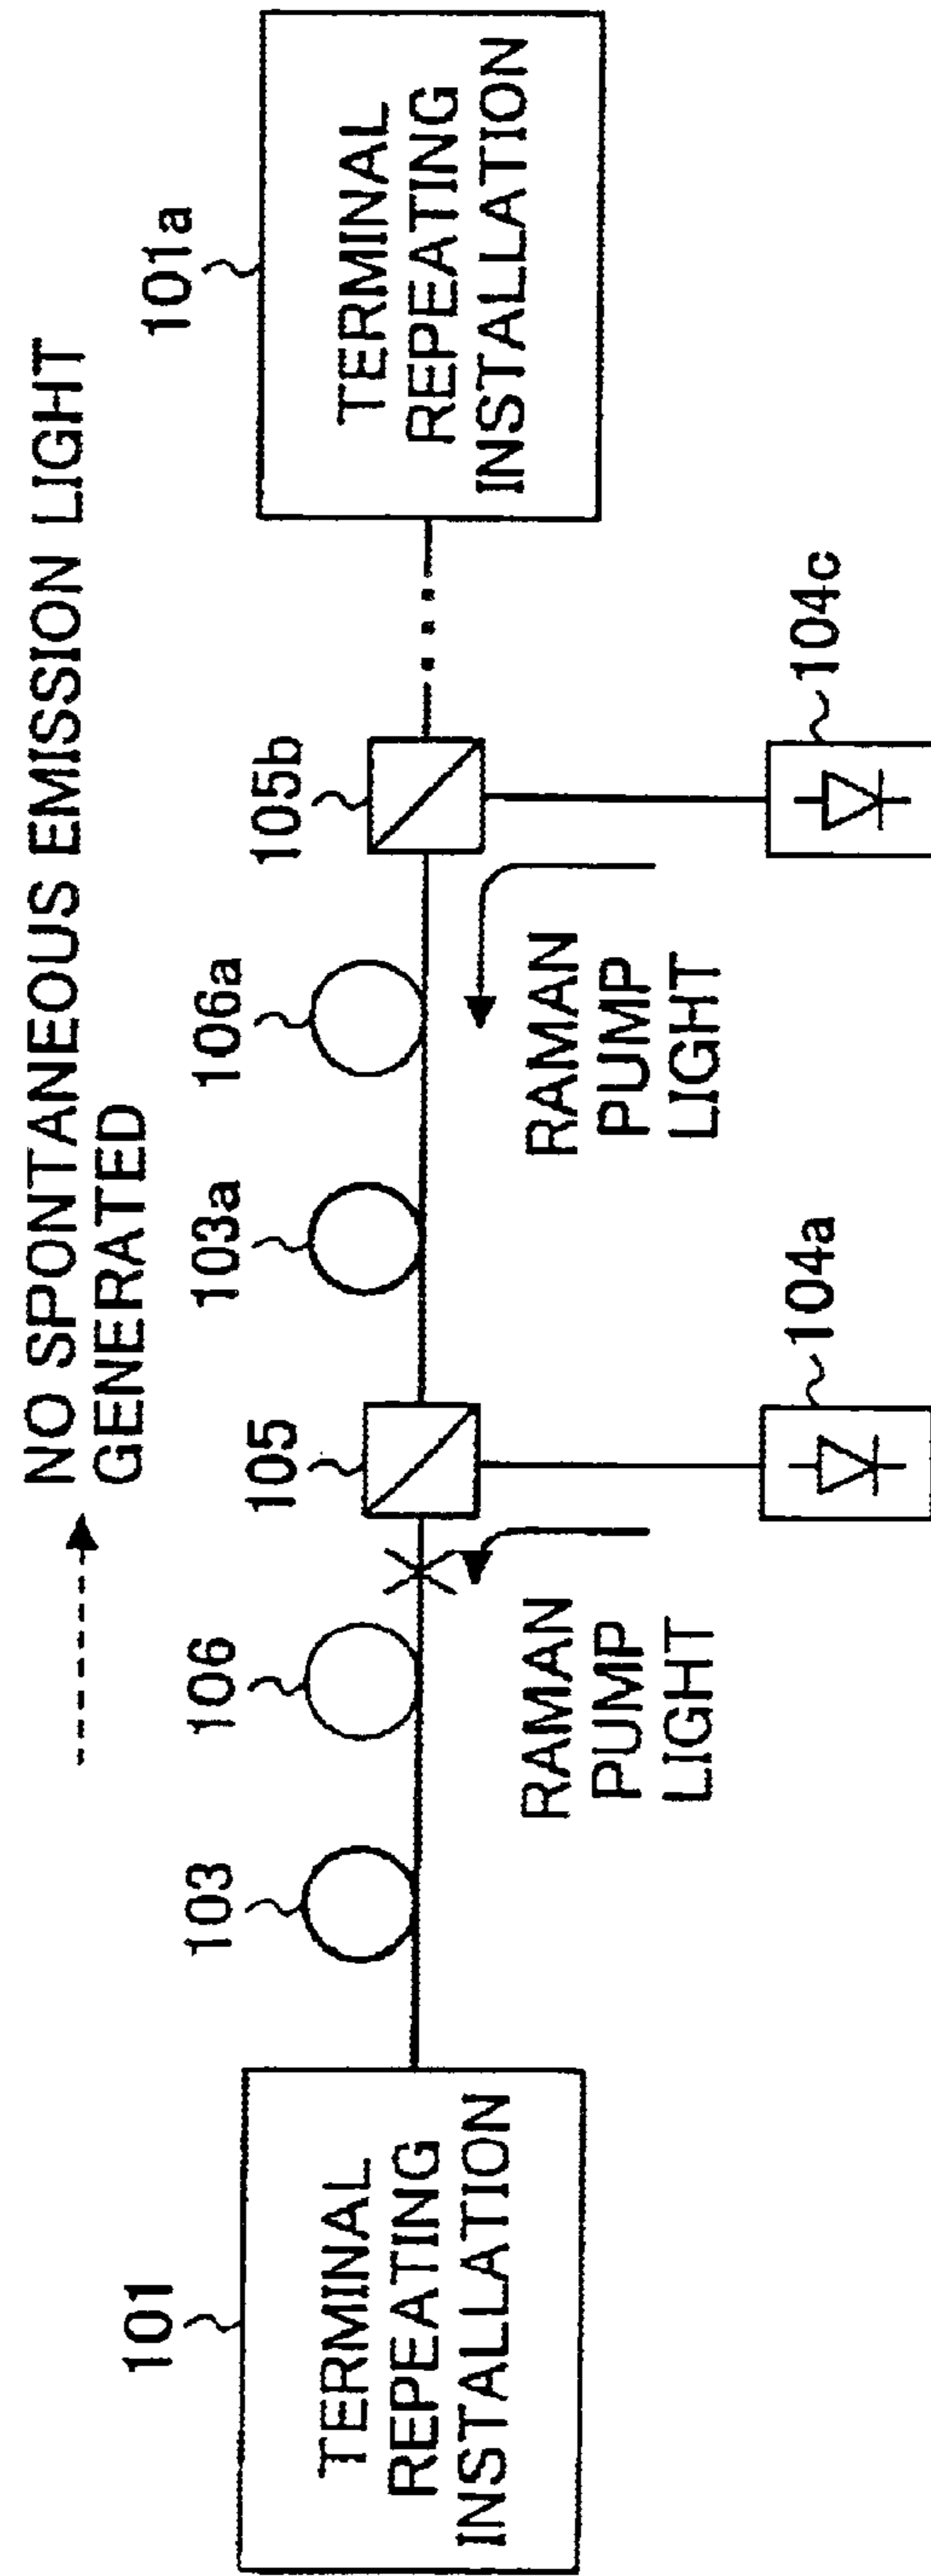 NO SPONTANEOUS EMISSION LIGHT
GENERATED
101
TERMINAL
REPEATING
INSTALLATION
103
106
105
103a
106a
105b
101a
TERMINAL
REPEATING
INSTALLATION
RAMAN
PUMP
LIGHT
104a
RAMAN
PUMP
LIGHT
104c